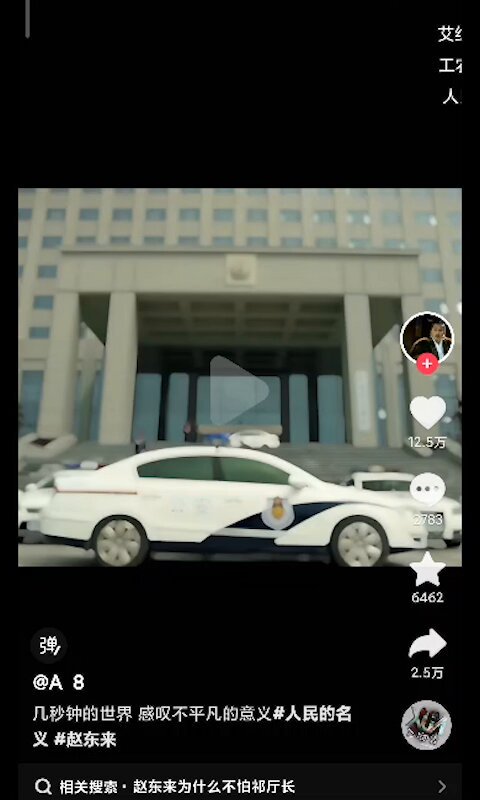 艾
工农
人
12.5万
2783
6462
2.5万
弹
@A 8
几秒钟的世界 感叹不平凡的意义#人民的名
义 #赵东来
相关搜索·赵东来为什么不怕祁厅长